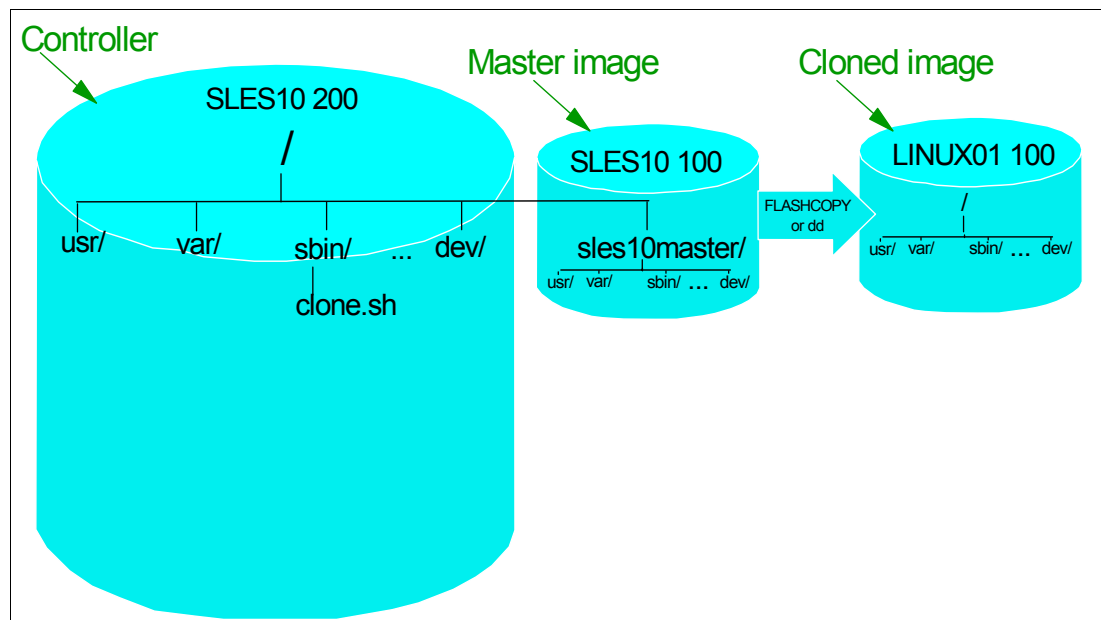 Controller
Master image
Cloned image
SLES10 200
/
usr/ var/ sbin/ ... dev/
clone.sh
SLES10 100
sles10master/
usr/ var/ sbin/ ... dev/
FLASHCOPY
or dd
LINUX01 100
/
usr/ var/ sbin/ ... dev/